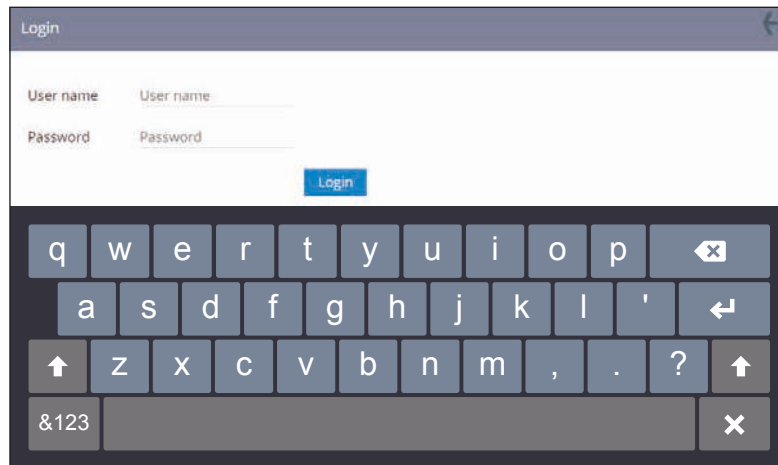 Login
User name User name
Password Password
Login
q w e r t y u i o p
a s d f g h j k l '
z x c v b n m , . ?
&123